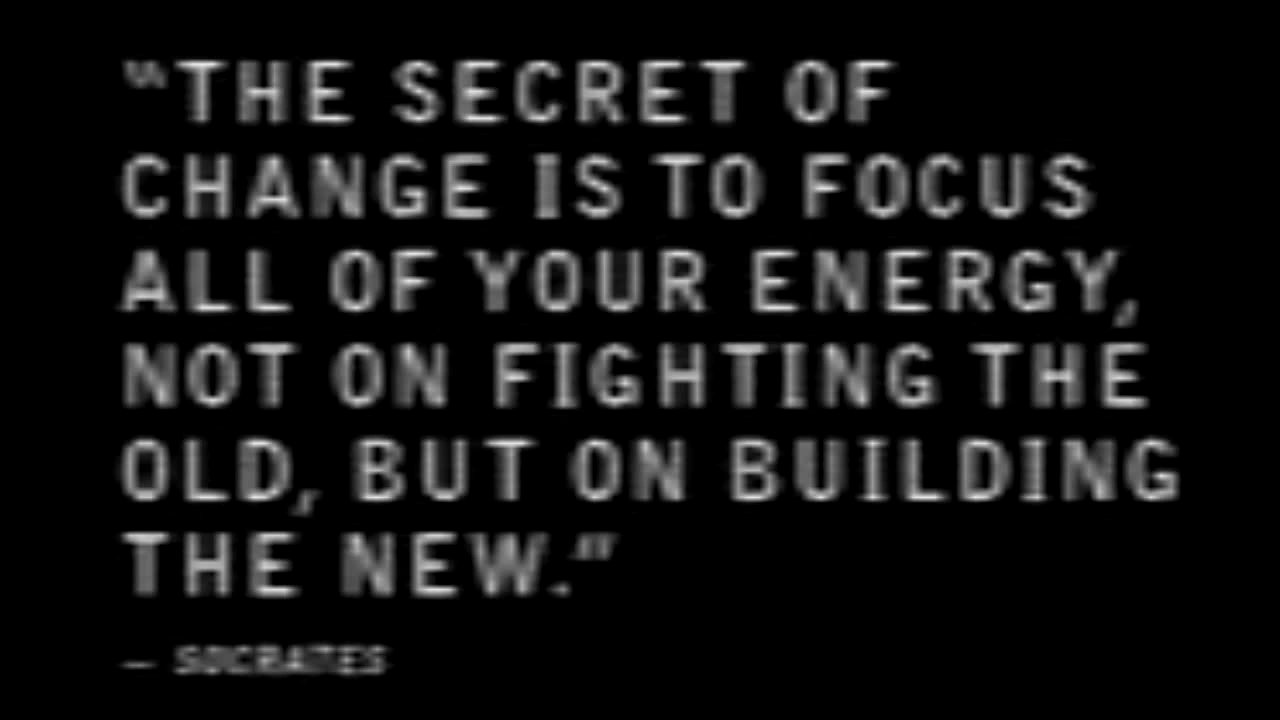 “THE SECRET OF
CHANGE IS TO FOCUS
ALL OF YOUR ENERGY,
NOT ON FIGHTING THE
OLD, BUT ON BUILDING
THE NEW.”
— SOCRATES